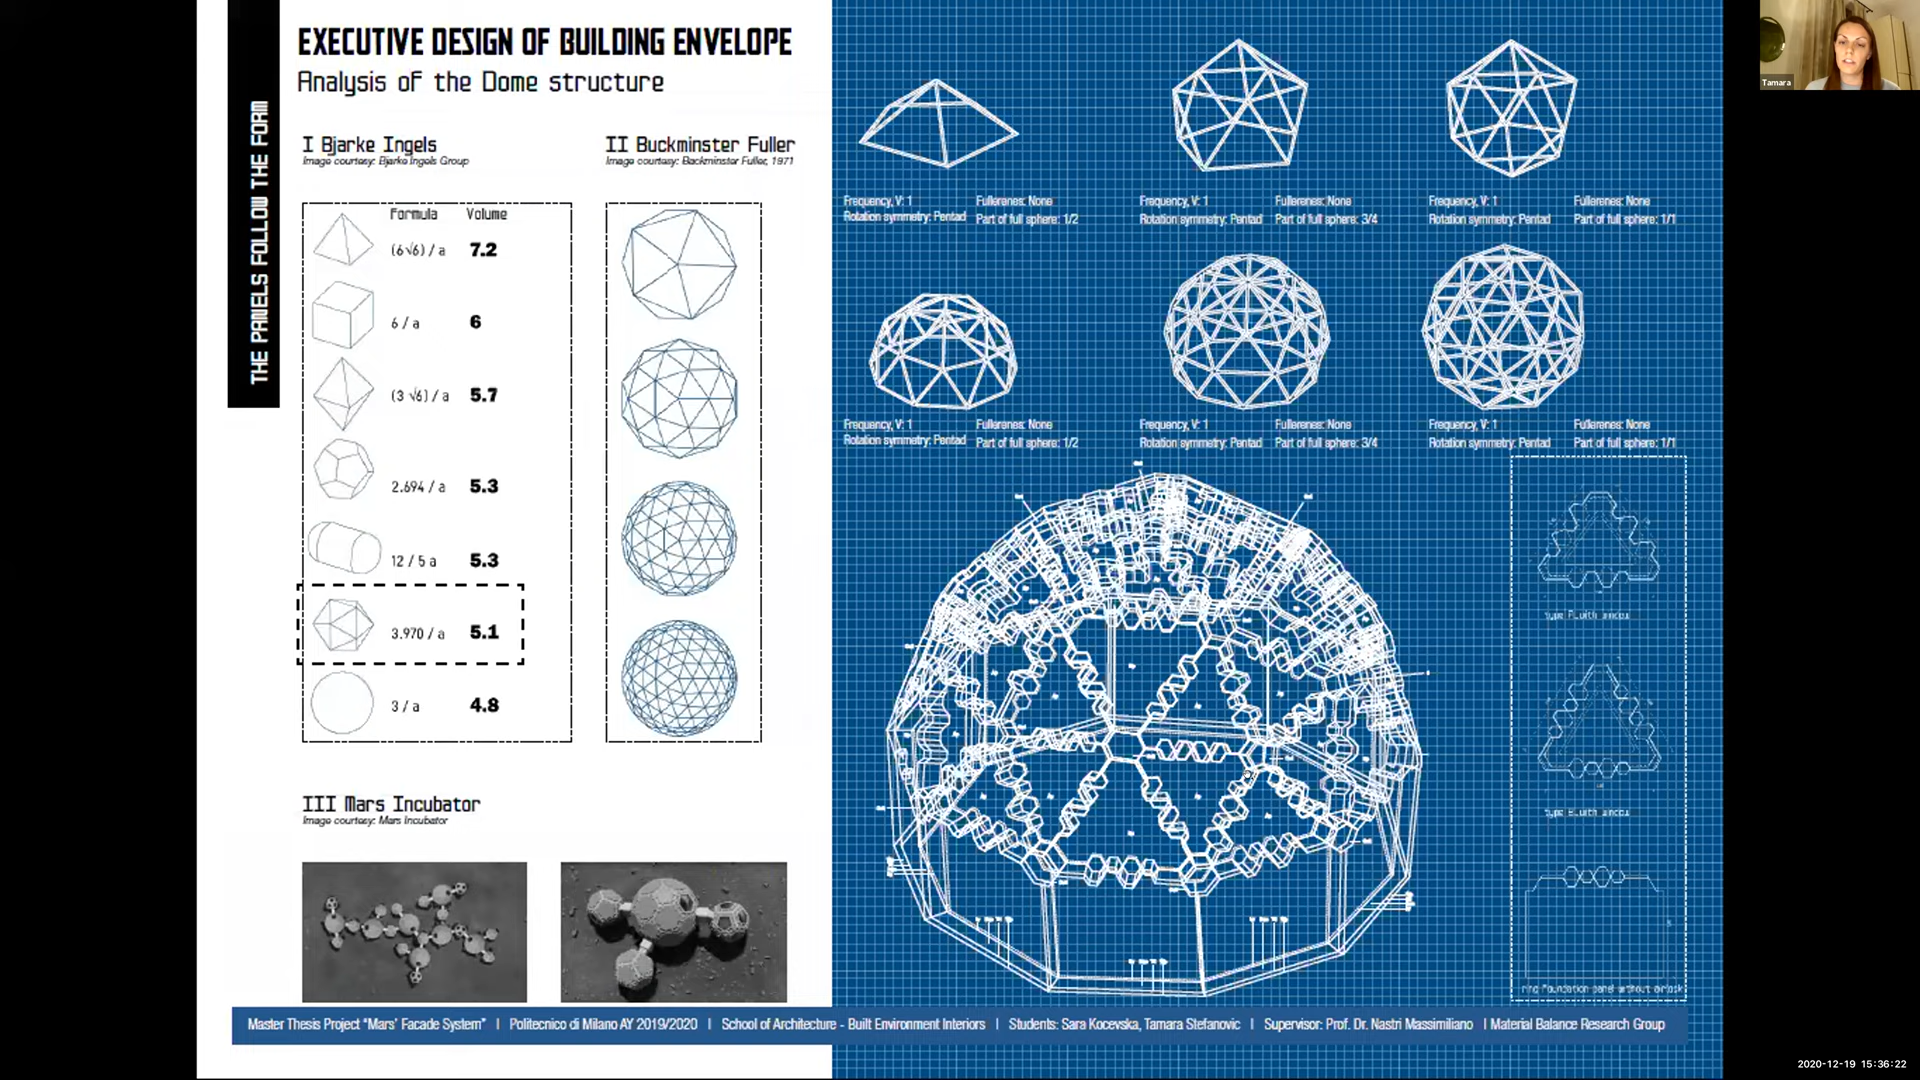 EXECUTIVE DESIGN OF BUILDING ENVELOPE
Analysis of the Dome structure
THE PANELS FOLLOW THE FORM
I Bjarke Ingels
Image courtesy: Bjarke Ingels Group
Formula Volume
(6√6) / a 7.2
6 / a 6
(3 √6) / a 5.7
2.694 / a 5.3
12 / 5 a 5.3
3.970 / a 5.1
3 / a 4.8
II Buckminster Fuller
Image courtesy: Backminster Fuller, 1971
III Mars Incubator
Image courtesy: Mars Incubator
Frequency, V: 1 Fullerenes: None
Rotation symmetry: Pentad Part of full sphere: 1/2
Frequency, V: 1 Fullerenes: None
Rotation symmetry: Pentad Part of full sphere: 3/4
Frequency, V: 1 Fullerenes: None
Rotation symmetry: Pentad Part of full sphere: 1/1
Frequency, V: 1 Fullerenes: None
Rotation symmetry: Pentad Part of full sphere: 1/2
Frequency, V: 1 Fullerenes: None
Rotation symmetry: Pentad Part of full sphere: 3/4
Frequency, V: 1 Fullerenes: None
Rotation symmetry: Pentad Part of full sphere: 1/1
ring foundation panel without airlock
Master Thesis Project "Mars' Facade System" I Politecnico di Milano AY 2019/2020 I School of Architecture - Built Environment Interiors I Students: Sara Kocevska, Tamara Stefanovic I Supervisor: Prof. Dr. Nastri Massimiliano I Material Balance Research Group
Tamara
2020-12-19 15:36:22